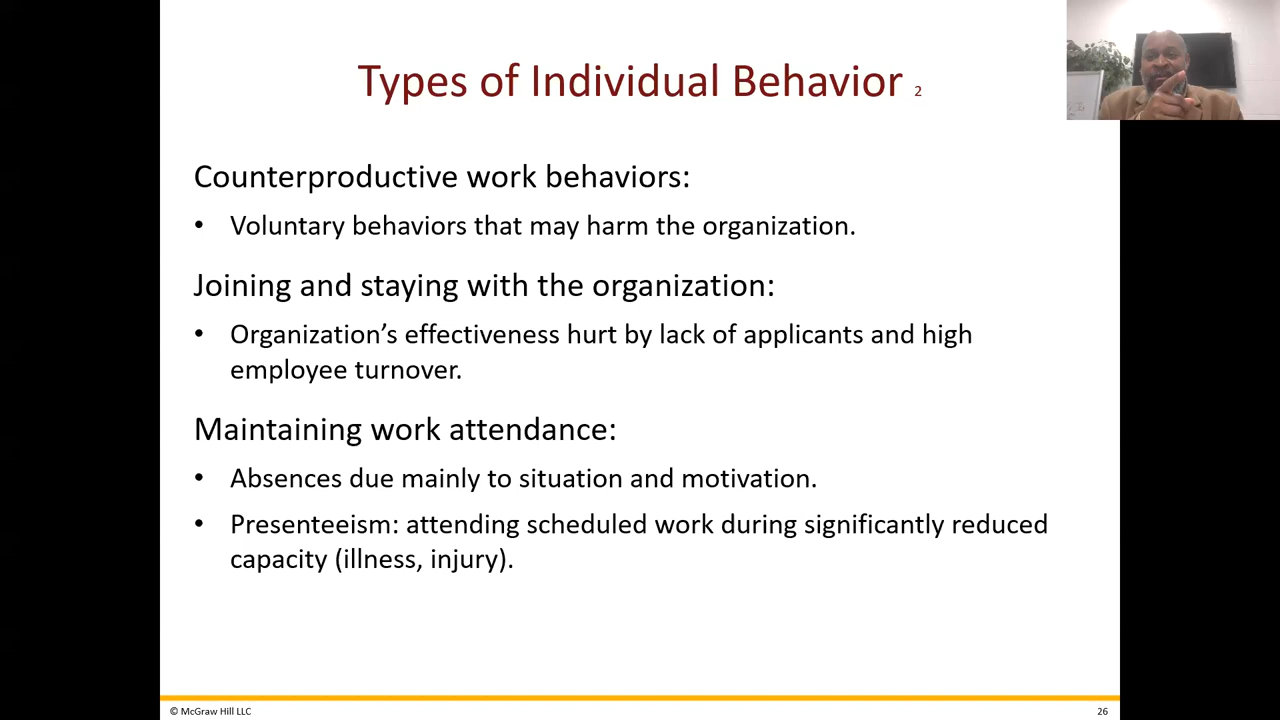 Types of Individual Behavior 2
Counterproductive work behaviors:
• Voluntary behaviors that may harm the organization.
Joining and staying with the organization:
• Organization’s effectiveness hurt by lack of applicants and high
employee turnover.
Maintaining work attendance:
• Absences due mainly to situation and motivation.
• Presenteeism: attending scheduled work during significantly reduced
capacity (illness, injury).
© McGraw Hill LLC
26